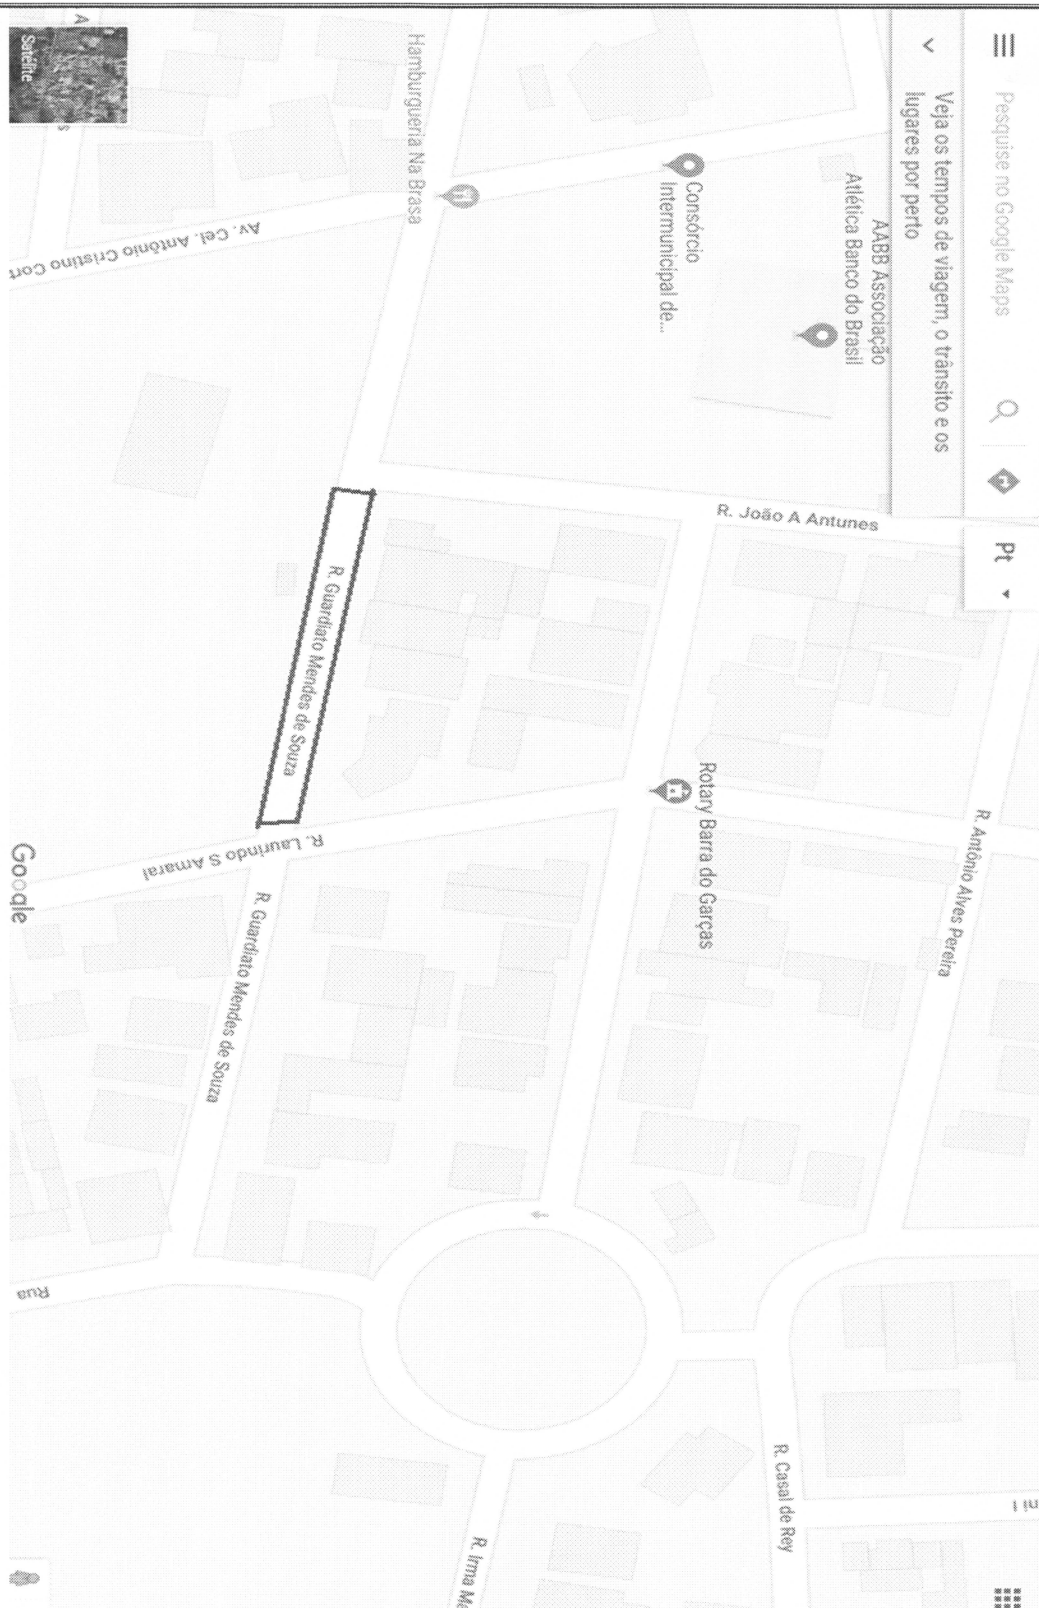 Pesquise no Google Maps
Pt
Veja os tempos de viagem, o trânsito e os
lugares por perto
AABB Associação
Atlética Banco do Brasil
Consórcio
Intermunicipal de...
Hamburgueria Na Brasa
Av. Cel. Antônio Cristino Cort
R. João A Antunes
R. Antônio Alves Pereira
Rotary Barra do Garças
R. Guardiato Mendes de Souza
R. Laurindo S Amaral
R. Guardiato Mendes de Souza
R. Casal de Rey
R. Irma Me
Rua
Satélite
Google